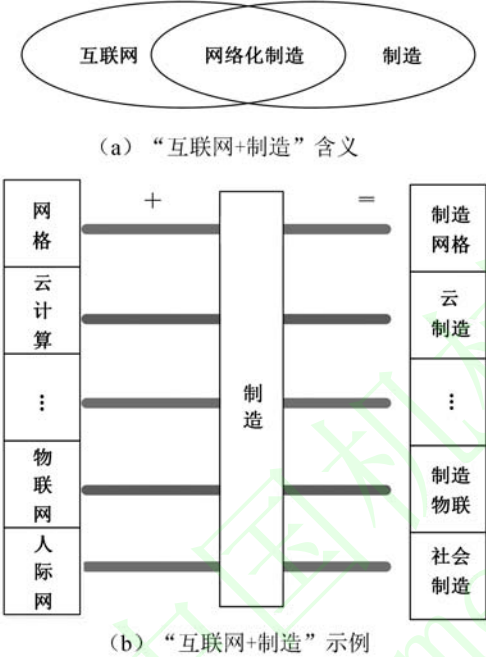 互联网 网络化制造 制造
（a）“互联网+制造”含义
+ =
网格
制造网格
云计算
云制造
⋮
制造
⋮
物联网
制造物联
人际网
社会制造
（b）“互联网+制造”示例